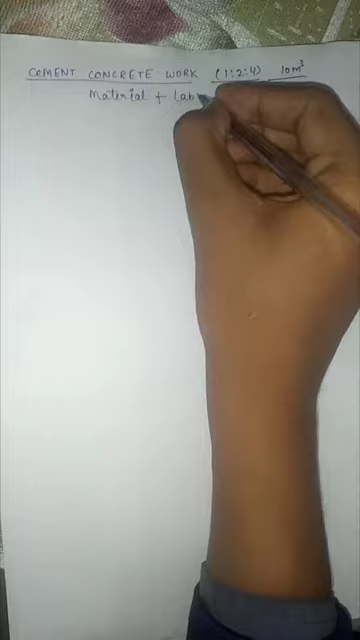 CEMENT CONCRETE WORK (1:2:4) 10m³
Material + Lab